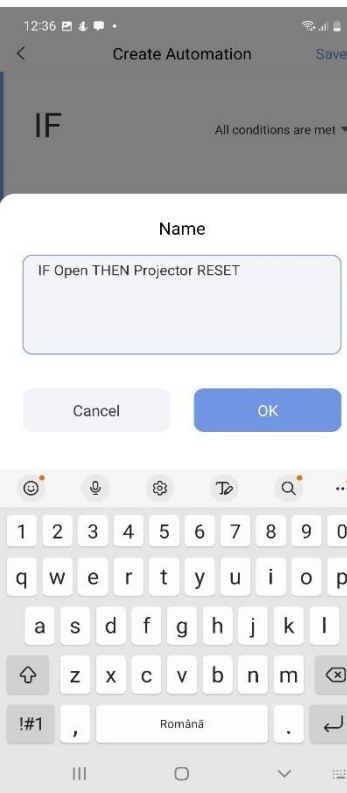 12:36
Create Automation Save
IF All conditions are met
Name
IF Open THEN Projector RESET
Cancel OK
1 2 3 4 5 6 7 8 9 0
q w e r t y u i o p
a s d f g h j k l
z x c v b n m
!#1 , Română .